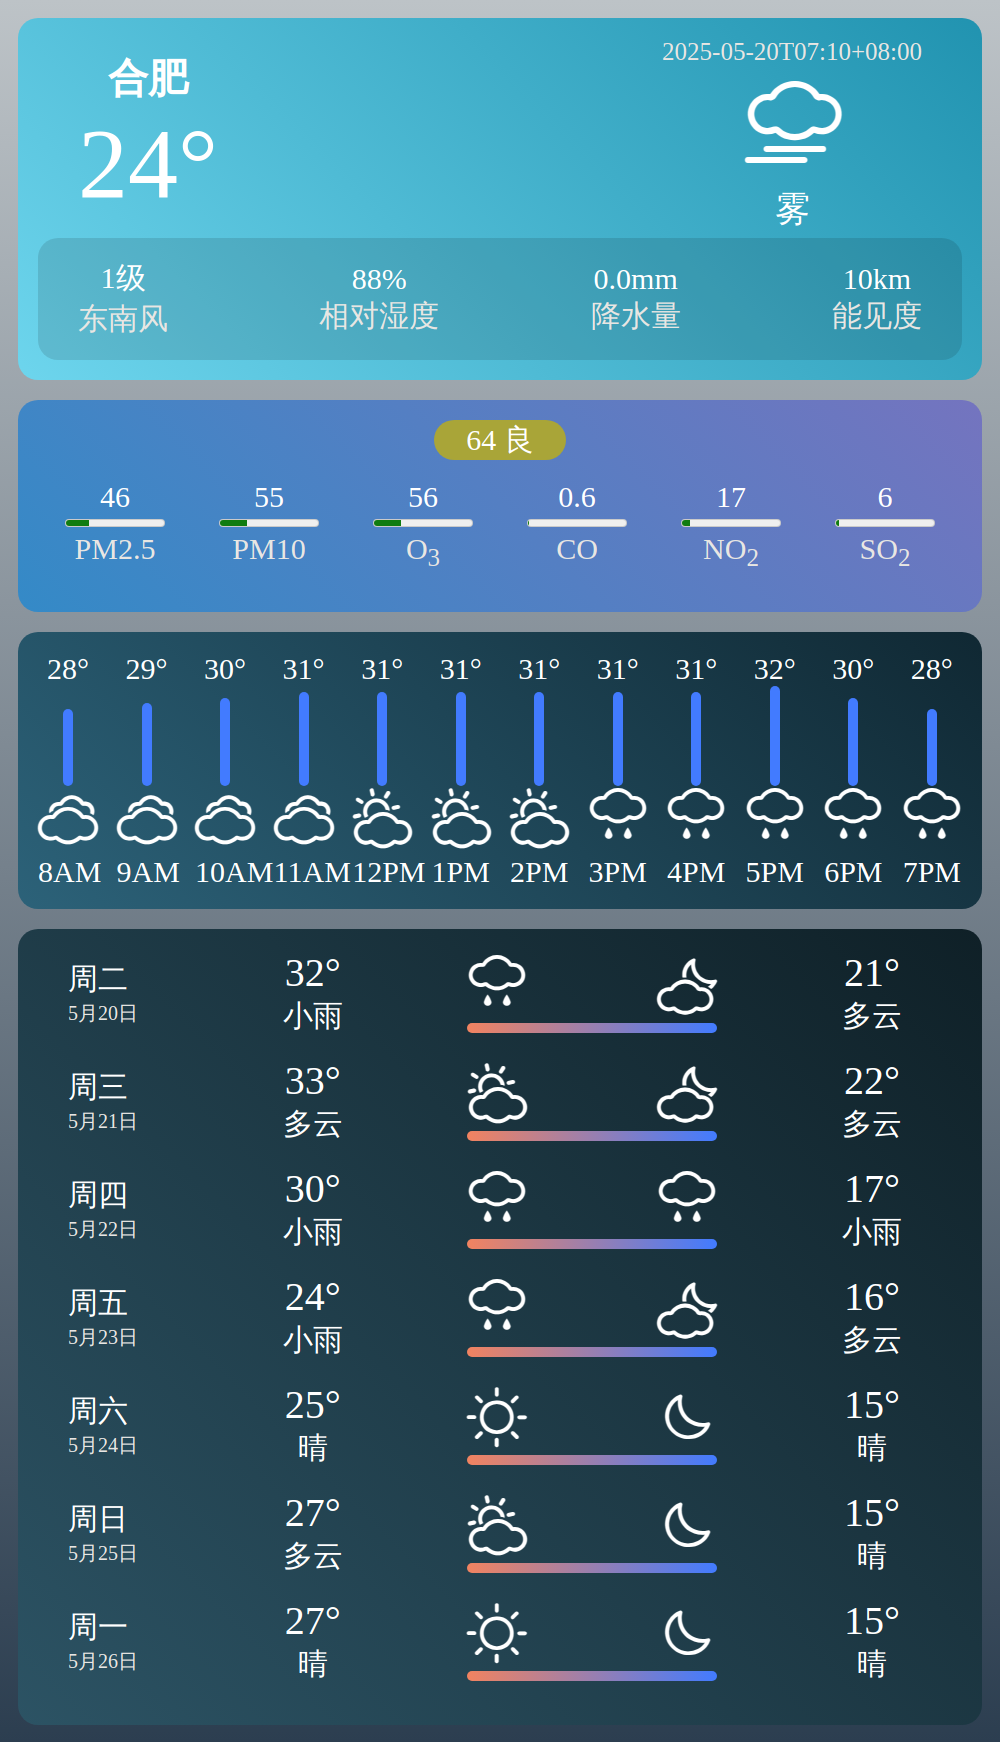 合肥
24°
2025-05-20T07:10+08:00
雾
1级 88% 0.0mm 10km
东南风 相对湿度 降水量 能见度
64 良
46 55 56 0.6 17 6
PM2.5 PM10 O3 CO NO2 SO2
28° 29° 30° 31° 31° 31° 31° 31° 31° 32° 30° 28°
8AM 9AM 10AM 11AM 12PM 1PM 2PM 3PM 4PM 5PM 6PM 7PM
周二 32° 21°
5月20日 小雨 多云
周三 33° 22°
5月21日 多云 多云
周四 30° 17°
5月22日 小雨 小雨
周五 24° 16°
5月23日 小雨 多云
周六 25° 15°
5月24日 晴 晴
周日 27° 15°
5月25日 多云 晴
周一 27° 15°
5月26日 晴 晴